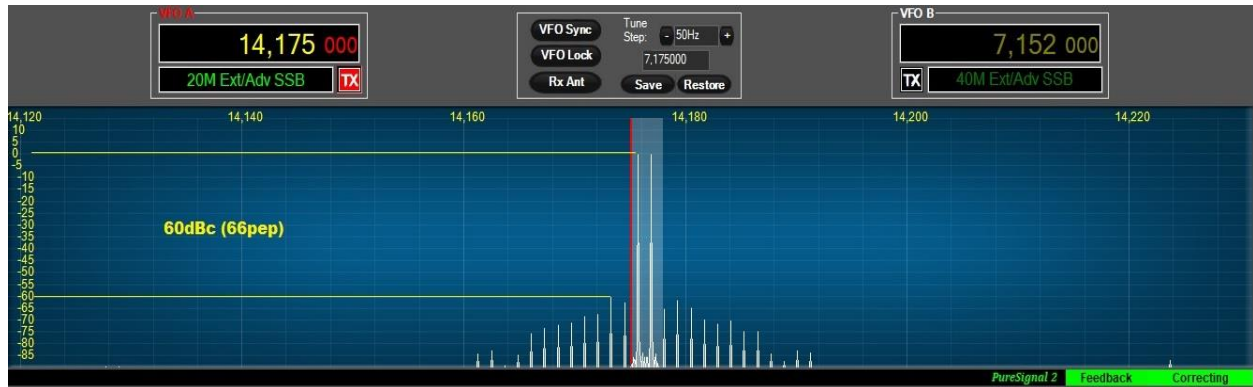 VFO A
14,175 000
20M Ext/Adv SSB TX
VFO Sync
VFO Lock
Rx Ant
Tune
Step: - 50Hz +
7,175000
Save Restore
VFO B
7,152 000
TX 40M Ext/Adv SSB
14,120 14,140 14,160 14,180 14,200 14,220
10
5
0
-5
-10
-15
-20
-25
-30
-35
-40
-45
-50
-55
-60
-65
-70
-75
-80
-85
60dBc (66pep)
PureSignal 2 Feedback Correcting